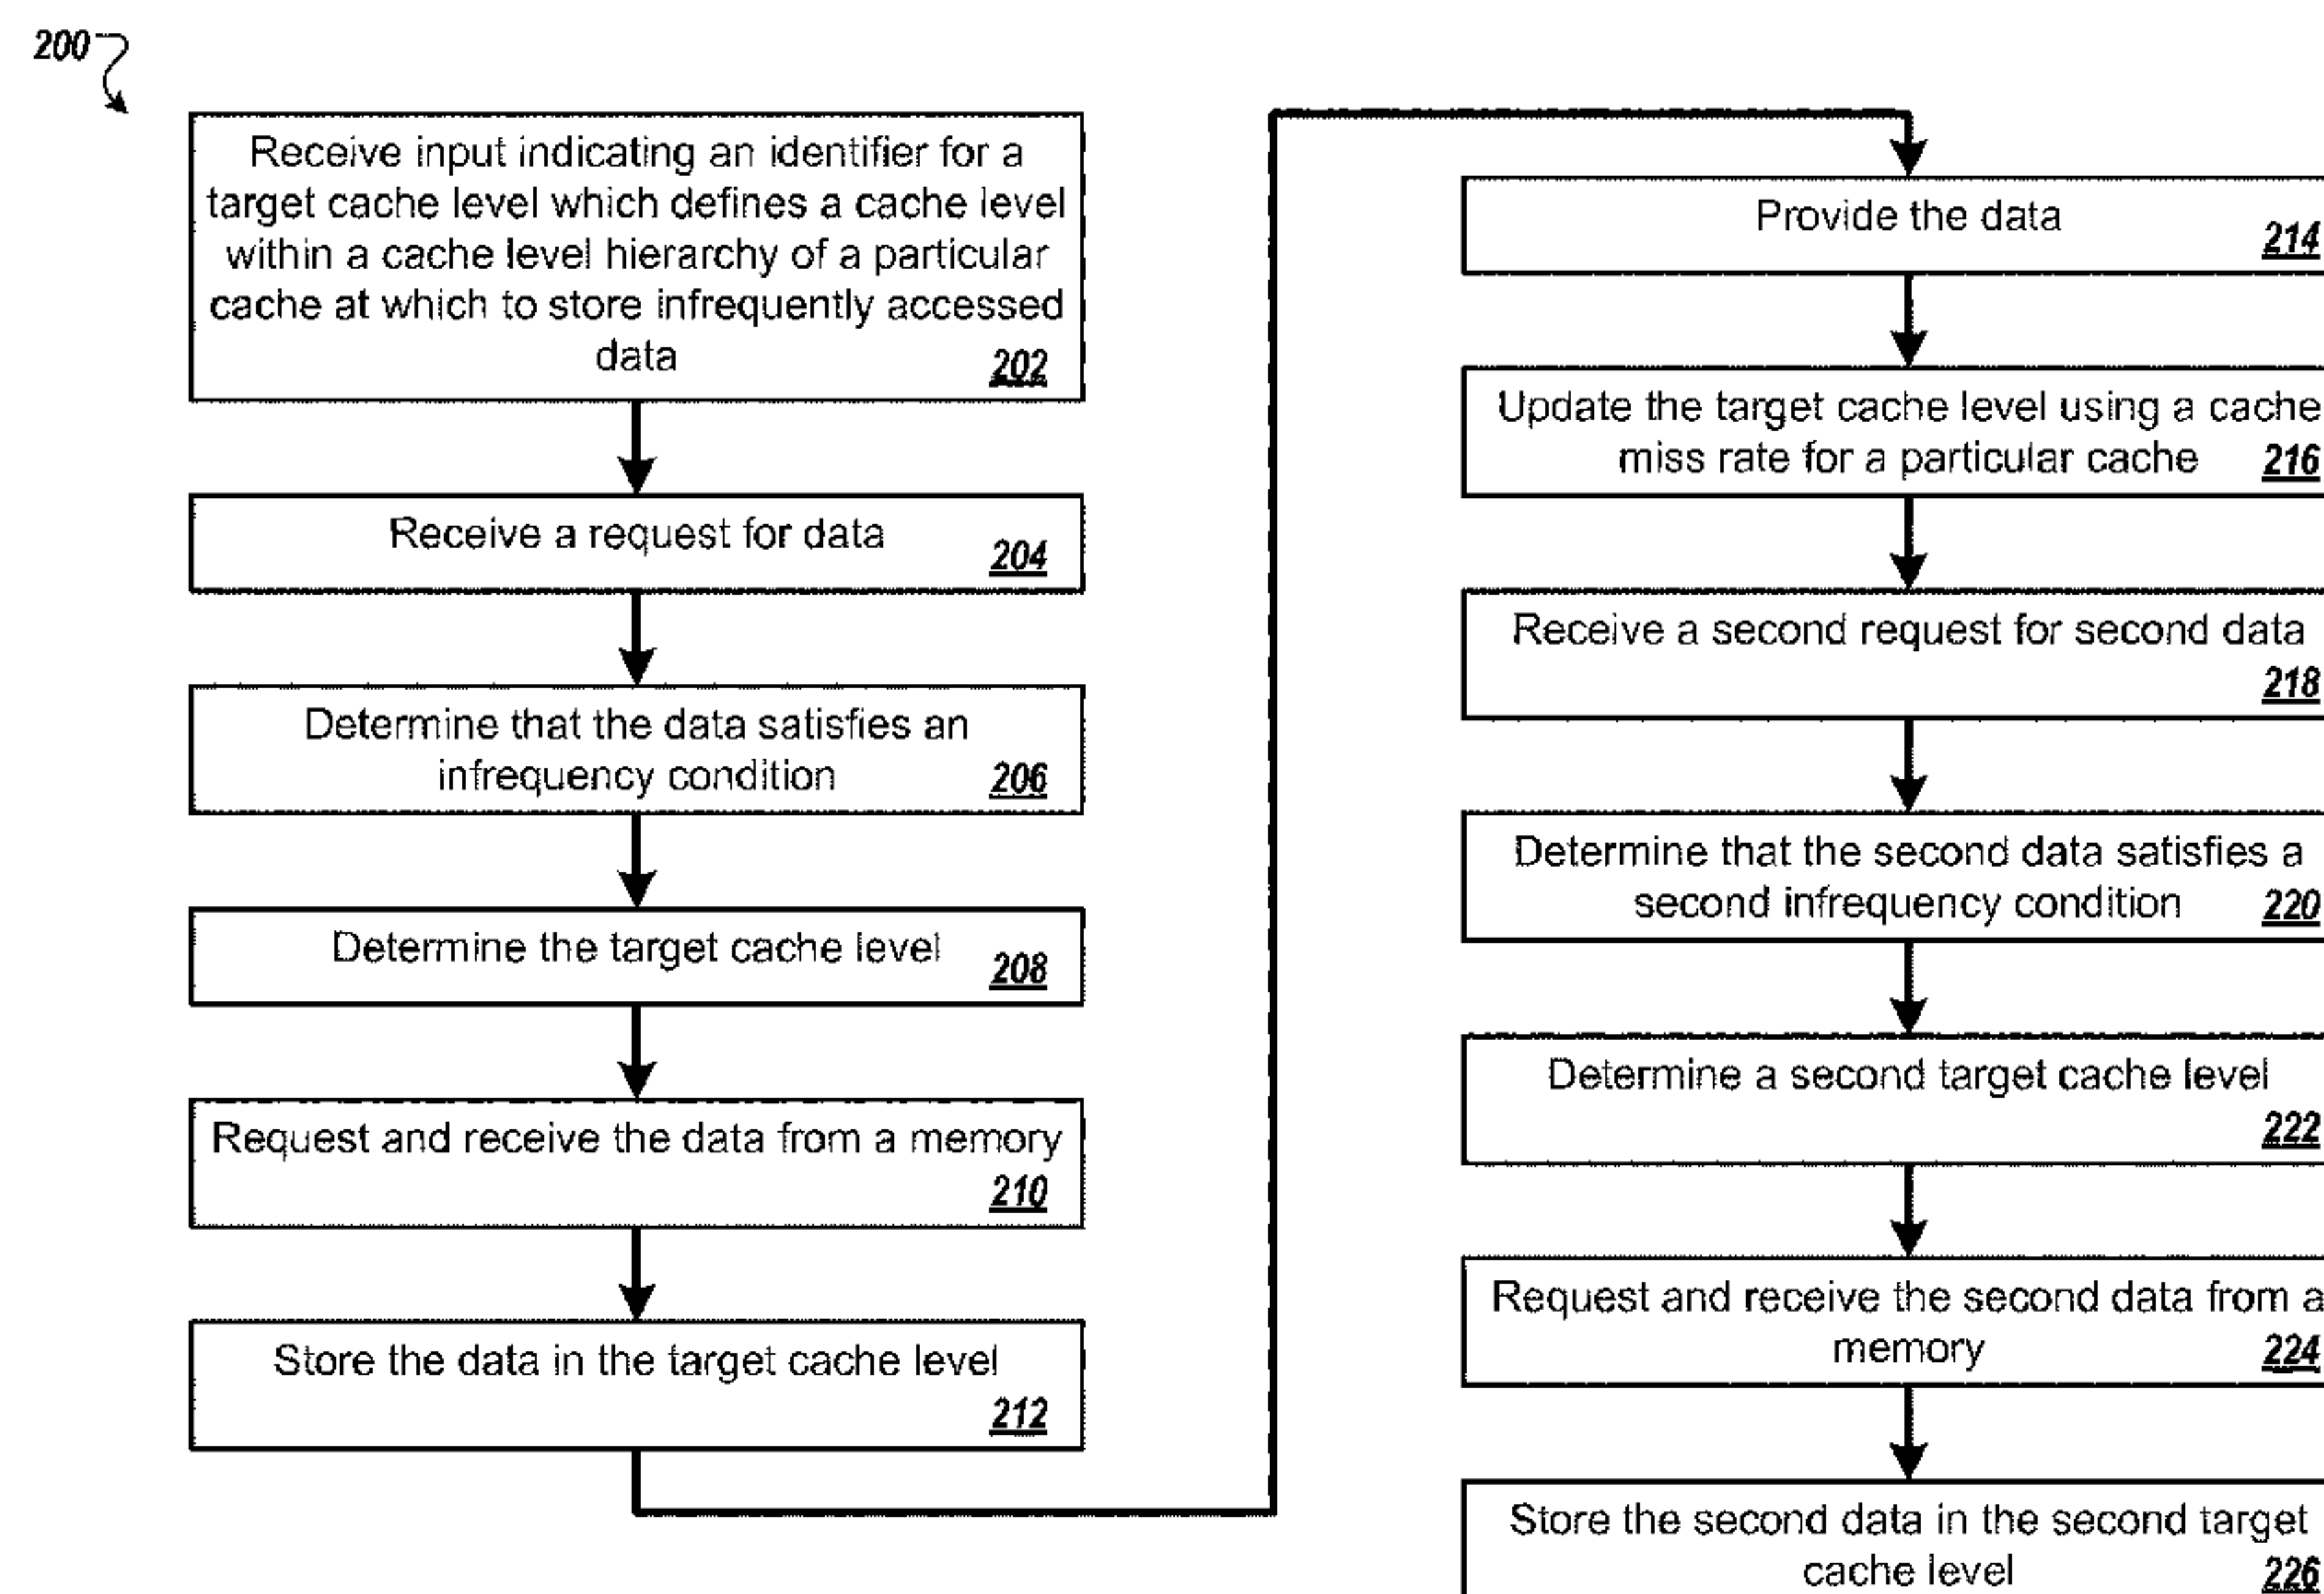 200
Receive input indicating an identifier for a
target cache level which defines a cache level
within a cache level hierarchy of a particular
cache at which to store infrequently accessed
data 202
Receive a request for data 204
Determine that the data satisfies an
infrequency condition 206
Determine the target cache level 208
Request and receive the data from a memory
210
Store the data in the target cache level
212
Provide the data 214
Update the target cache level using a cache
miss rate for a particular cache 216
Receive a second request for second data
218
Determine that the second data satisfies a
second infrequency condition 220
Determine a second target cache level
222
Request and receive the second data from a
memory 224
Store the second data in the second target
cache level 226